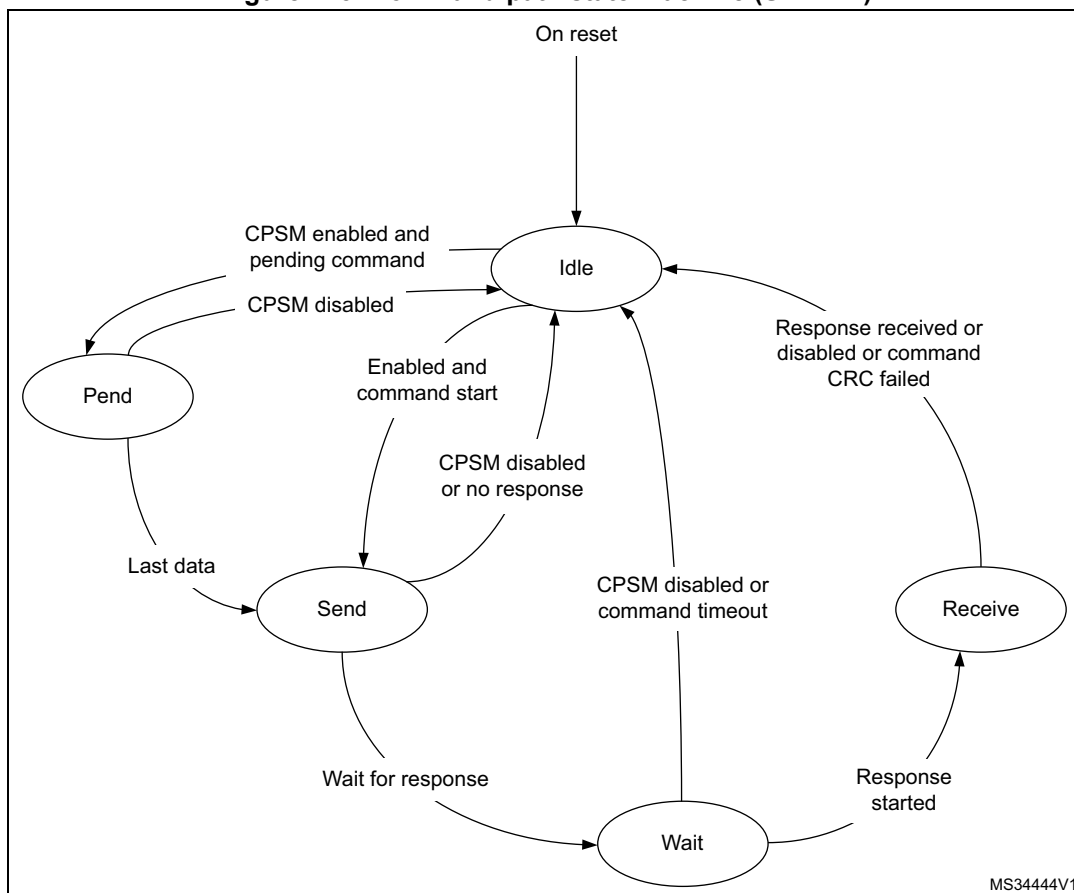 On reset
CPSM enabled and
pending command
Idle
CPSM disabled
Response received or
disabled or command
CRC failed
Enabled and
command start
Pend
CPSM disabled
or no response
Last data
CPSM disabled or
command timeout
Send
Receive
Wait for response
Response
started
Wait
MS34444V1